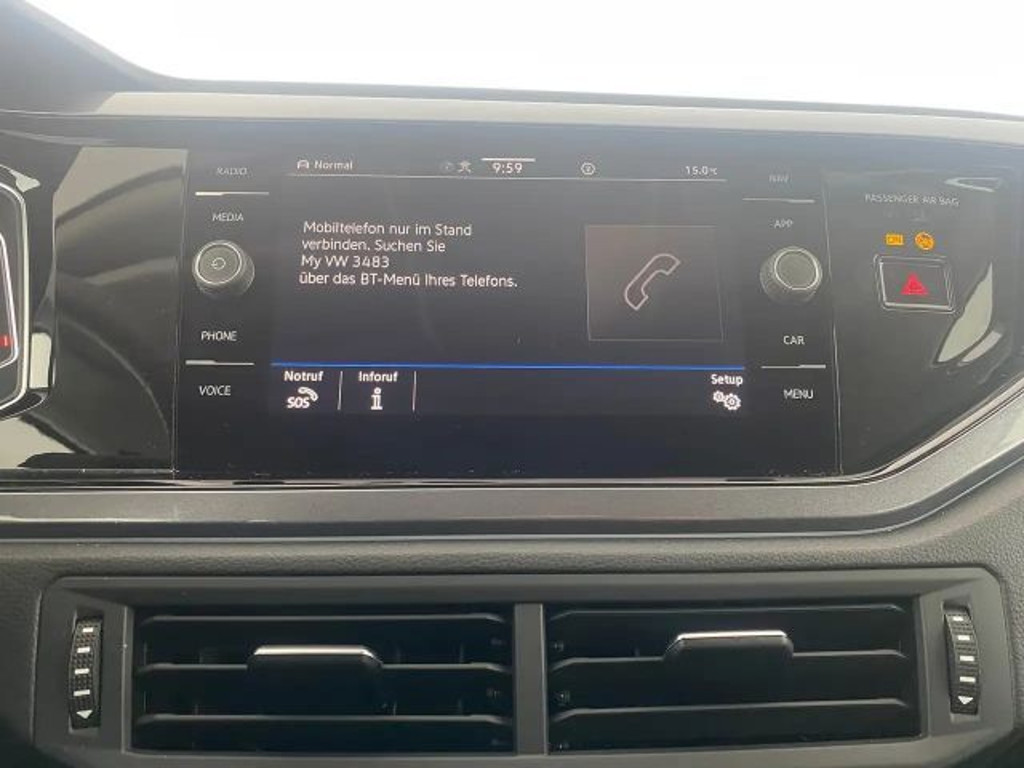 RADIO
MEDIA
PHONE
VOICE
Normal
9:59
15.0°C
Mobiltelefon nur im Stand
verbinden. Suchen Sie
My VW 3483
über das BT-Menü Ihres Telefons.
Notruf
SOS
Inforuf
i
Setup
NAV
APP
CAR
MENU
PASSENGER AIR BAG
ON